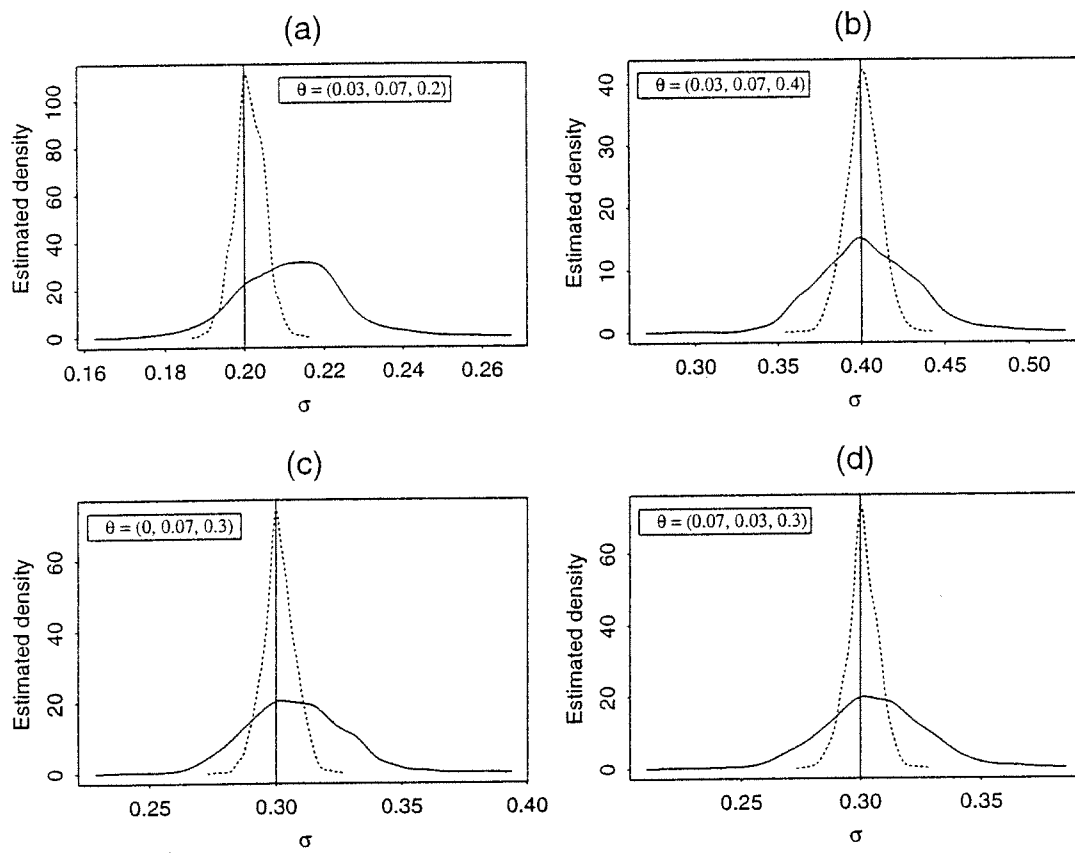 (a)
θ = (0.03, 0.07, 0.2)
Estimated density
0 20 40 60 80 100
0.16 0.18 0.20 0.22 0.24 0.26
σ
(b)
θ = (0.03, 0.07, 0.4)
Estimated density
0 10 20 30 40
0.30 0.35 0.40 0.45 0.50
σ
(c)
θ = (0, 0.07, 0.3)
Estimated density
0 20 40 60
0.25 0.30 0.35 0.40
σ
(d)
θ = (0.07, 0.03, 0.3)
Estimated density
0 20 40 60
0.25 0.30 0.35
σ